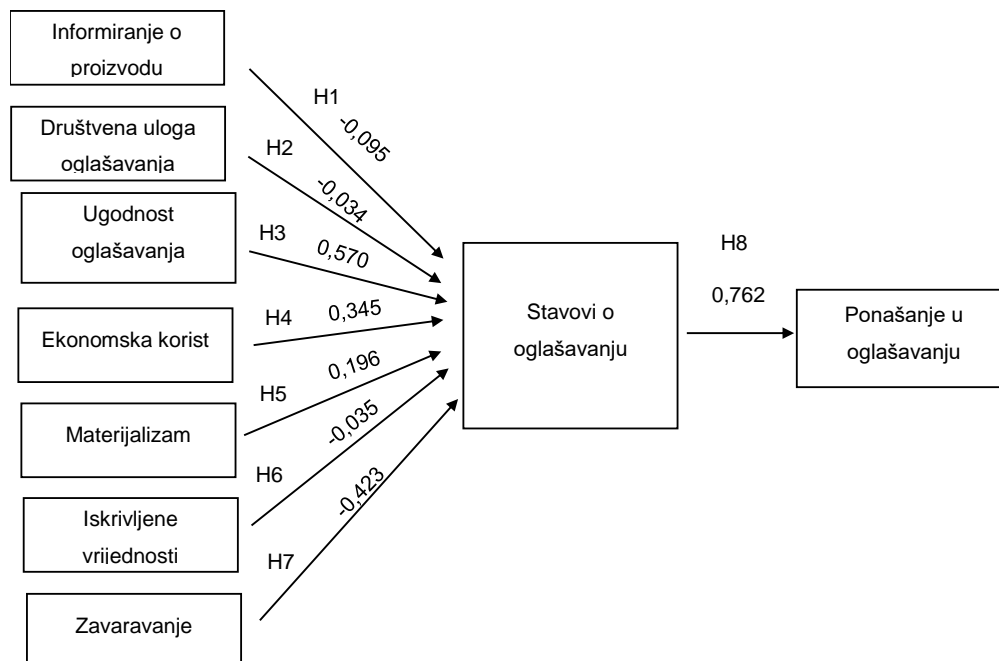 Informiranje o
proizvodu
H1
-0,095
Društvena uloga
oglašavanja
H2
-0,034
Ugodnost
oglašavanja
H3
0,570
Ekonomska korist
H4
0,345
Materijalizam
H5
0,196
Iskrivljene
vrijednosti
H6
-0,035
Zavaravanje
H7
-0,423
Stavovi o
oglašavanju
H8
0,762
Ponašanje u
oglašavanju